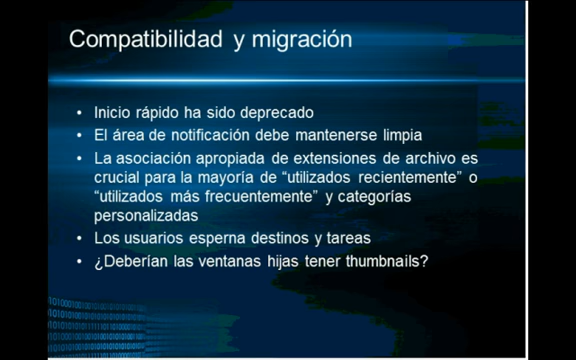 Compatibilidad y migración
• Inicio rápido ha sido deprecado
• El área de notificación debe mantenerse limpia
• La asociación apropiada de extensiones de archivo es
crucial para la mayoría de “utilizados recientemente” o
“utilizados más frecuentemente” y categorías
personalizadas
• Los usuarios esperna destinos y tareas
• ¿Deberían las ventanas hijas tener thumbnails?